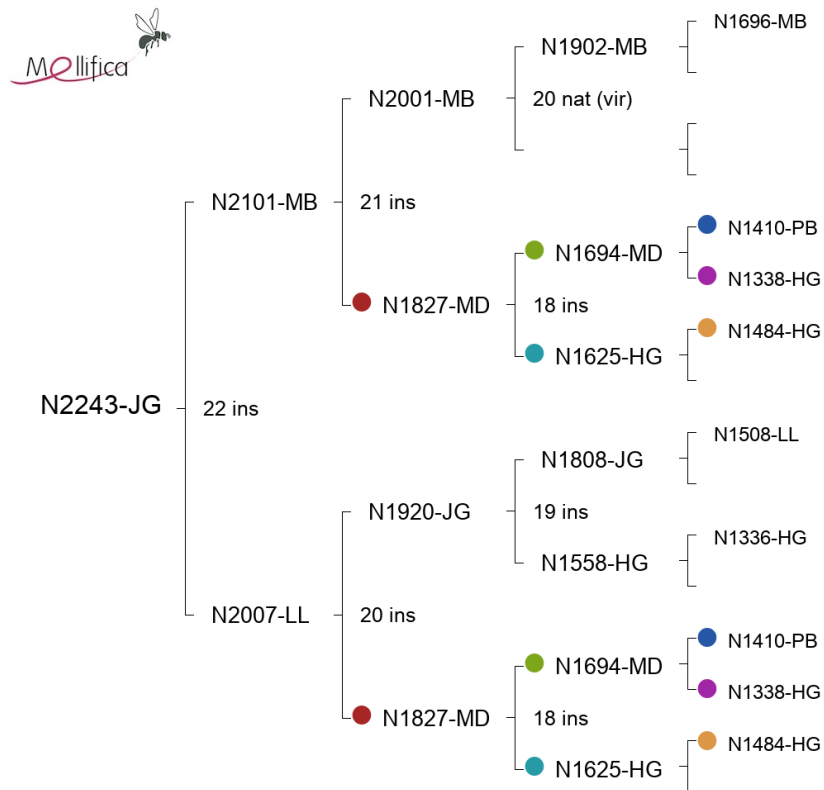 Mellifica
N1696-MB
N1902-MB
N2001-MB
20 nat (vir)
N2101-MB
21 ins
N1410-PB
N1694-MD
N1338-HG
N1827-MD
18 ins
N1484-HG
N1625-HG
N2243-JG
22 ins
N1508-LL
N1808-JG
N1920-JG
19 ins
N1336-HG
N1558-HG
N2007-LL
20 ins
N1410-PB
N1694-MD
N1338-HG
N1827-MD
18 ins
N1484-HG
N1625-HG